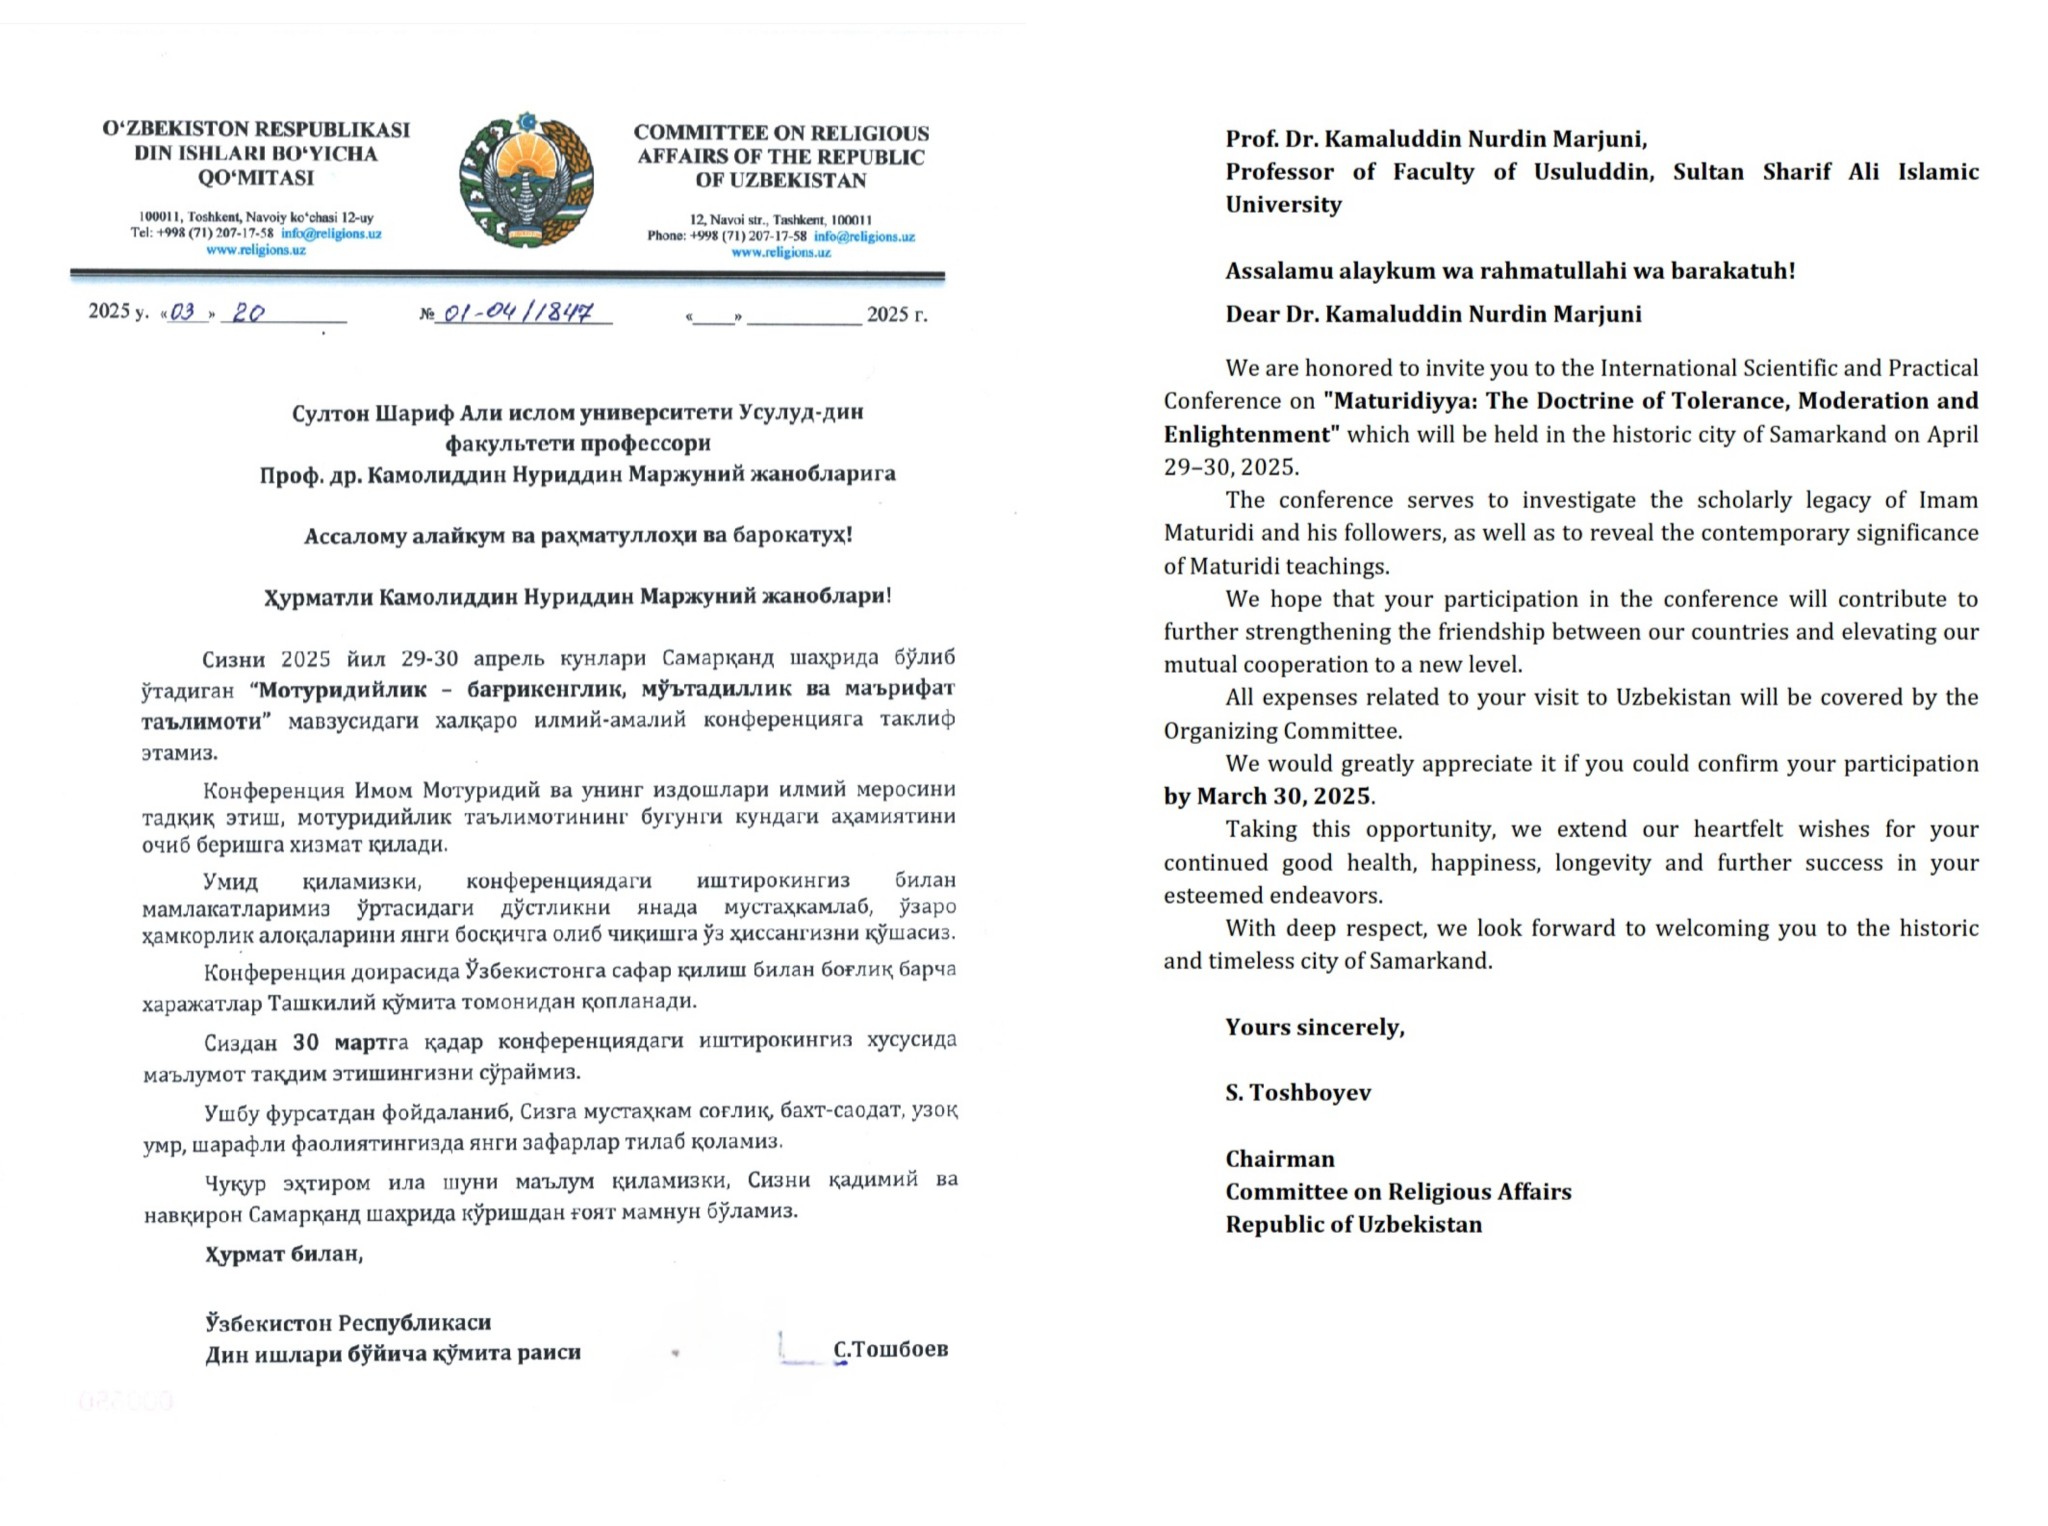 O‘ZBEKISTON RESPUBLIKASI
DIN ISHLARI BO‘YICHA
QO‘MITASI
100011, Toshkent, Navoiy ko‘chasi 12-uy
Tel: +998 (71) 207-17-58 info@religions.uz
www.religions.uz
COMMITTEE ON RELIGIOUS
AFFAIRS OF THE REPUBLIC
OF UZBEKISTAN
12, Navoi str., Tashkent, 100011
Phone: +998 (71) 207-17-58 info@religions.uz
www.religions.uz
2025 y. «03» 20 № 01-04/1847 «____» __________ 2025 г.
Султон Шариф Али ислом университети Усулуд-дин
факультети профессори
Проф. др. Камолиддин Нуриддин Маржуний жанобларига
Ассалому алайкум ва раҳматуллоҳи ва барокатуҳ!
Ҳурматли Камолиддин Нуриддин Маржуний жаноблари!
Сизни 2025 йил 29-30 апрель кунлари Самарқанд шаҳрида бўлиб
ўтадиган “Мотуридийлик – бағрикенглик, мўътадиллик ва маърифат
таълимоти” мавзусидаги халқаро илмий-амалий конференцияга таклиф
этамиз.
Конференция Имом Мотуридий ва унинг издошлари илмий меросини
тадқиқ этиш, мотуридийлик таълимотининг бугунги кундаги аҳамиятини
очиб беришга хизмат қилади.
Умид қиламизки, конференциядаги иштирокингиз билан
мамлакатларимиз ўртасидаги дўстликни янада мустаҳкамлаб, ўзаро
ҳамкорлик алоқаларини янги босқичга олиб чиқишга ўз ҳиссангизни қўшасиз.
Конференция доирасида Ўзбекистонга сафар қилиш билан боғлиқ барча
харажатлар Ташкилий қўмита томонидан қопланади.
Сиздан 30 мартга қадар конференциядаги иштирокингиз хусусида
маълумот тақдим этишингизни сўраймиз.
Ушбу фурсатдан фойдаланиб, Сизга мустаҳкам соғлиқ, бахт-саодат, узоқ
умр, шарафли фаолиятингизда янги зафарлар тилаб қоламиз.
Чуқур эҳтиром ила шуни маълум қиламизки, Сизни қадимий ва
навқирон Самарқанд шаҳрида кўришдан ғоят мамнун бўламиз.
Ҳурмат билан,
Ўзбекистон Республикаси
Дин ишлари бўйича қўмита раиси С.Тошбоев
Prof. Dr. Kamaluddin Nurdin Marjuni,
Professor of Faculty of Usuluddin, Sultan Sharif Ali Islamic
University
Assalamu alaykum wa rahmatullahi wa barakatuh!
Dear Dr. Kamaluddin Nurdin Marjuni
We are honored to invite you to the International Scientific and Practical
Conference on "Maturidiyya: The Doctrine of Tolerance, Moderation and
Enlightenment" which will be held in the historic city of Samarkand on April
29–30, 2025.
The conference serves to investigate the scholarly legacy of Imam
Maturidi and his followers, as well as to reveal the contemporary significance
of Maturidi teachings.
We hope that your participation in the conference will contribute to
further strengthening the friendship between our countries and elevating our
mutual cooperation to a new level.
All expenses related to your visit to Uzbekistan will be covered by the
Organizing Committee.
We would greatly appreciate it if you could confirm your participation
by March 30, 2025.
Taking this opportunity, we extend our heartfelt wishes for your
continued good health, happiness, longevity and further success in your
esteemed endeavors.
With deep respect, we look forward to welcoming you to the historic
and timeless city of Samarkand.
Yours sincerely,
S. Toshboyev
Chairman
Committee on Religious Affairs
Republic of Uzbekistan